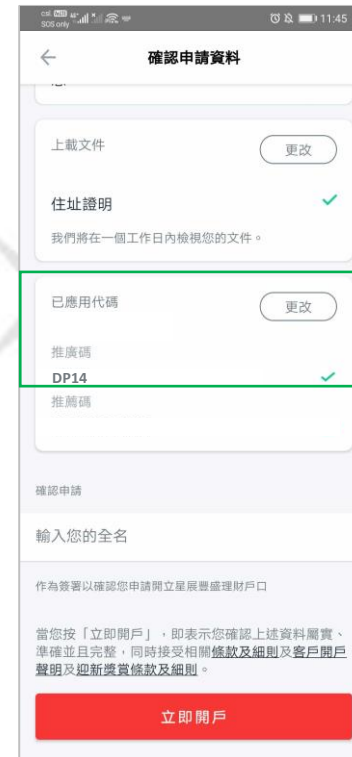 csl
SOS only
11:45
確認申請資料
上載文件
更改
住址證明
我們將在一個工作日內檢視您的文件。
已應用代碼
更改
推廣碼
DP14
推薦碼
確認申請
輸入您的全名
作為簽署以確認您申請開立星展豐盛理財戶口
當您按「立即開戶」，即表示您確認上述資料屬實、
準確並且完整，同時接受相關條款及細則及客戶開戶
聲明及迎新獎賞條款及細則。
立即開戶